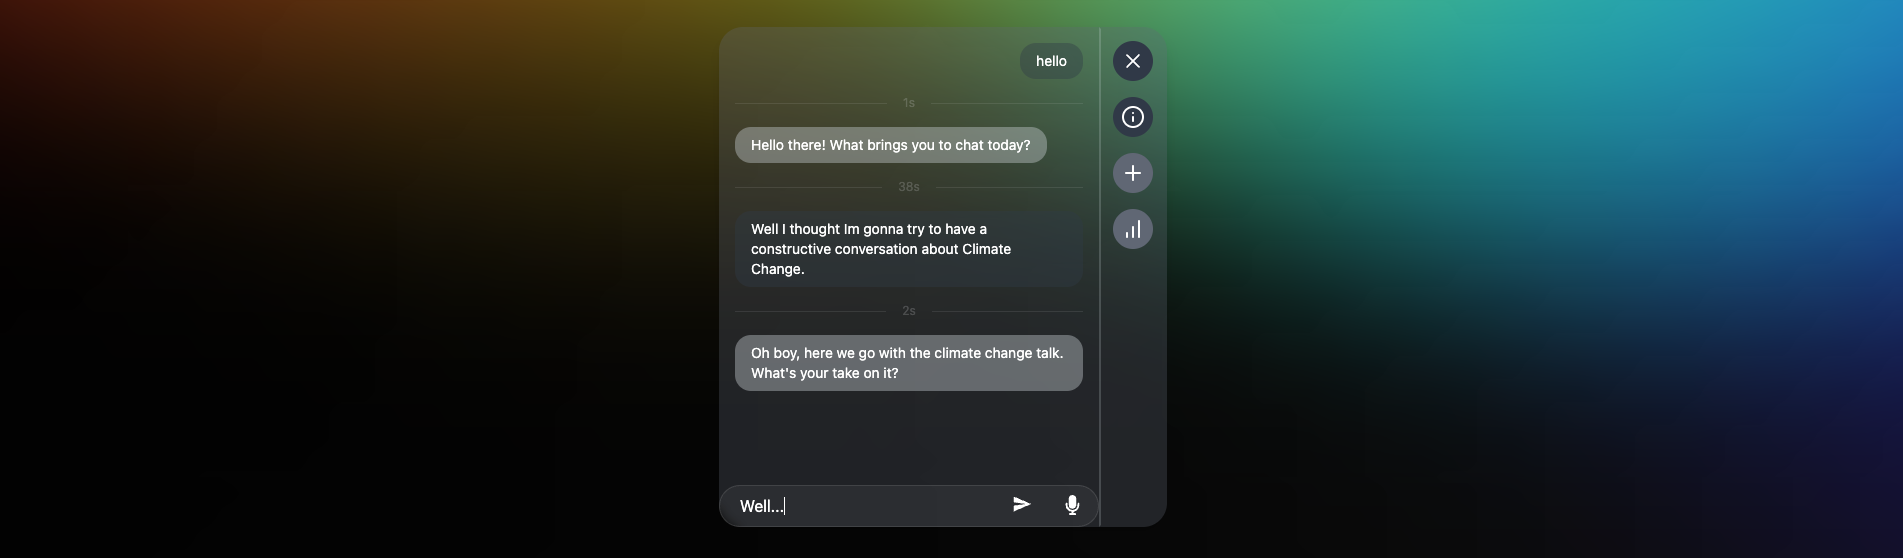 hello
1s
Hello there! What brings you to chat today?
38s
Well I thought Im gonna try to have a
constructive conversation about Climate
Change.
2s
Oh boy, here we go with the climate change talk.
What's your take on it?
Well...